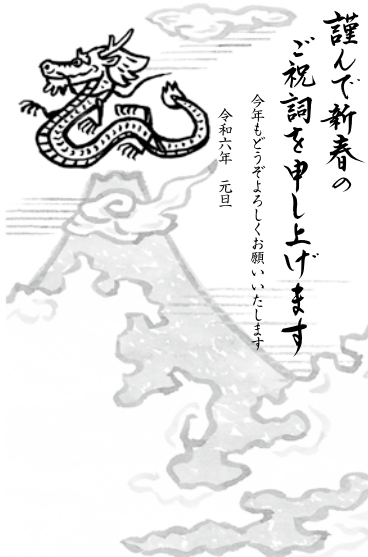 謹んで新春の
ご祝詞を申し上げます
今年もどうぞよろしくお願いいたします
令和六年　元旦